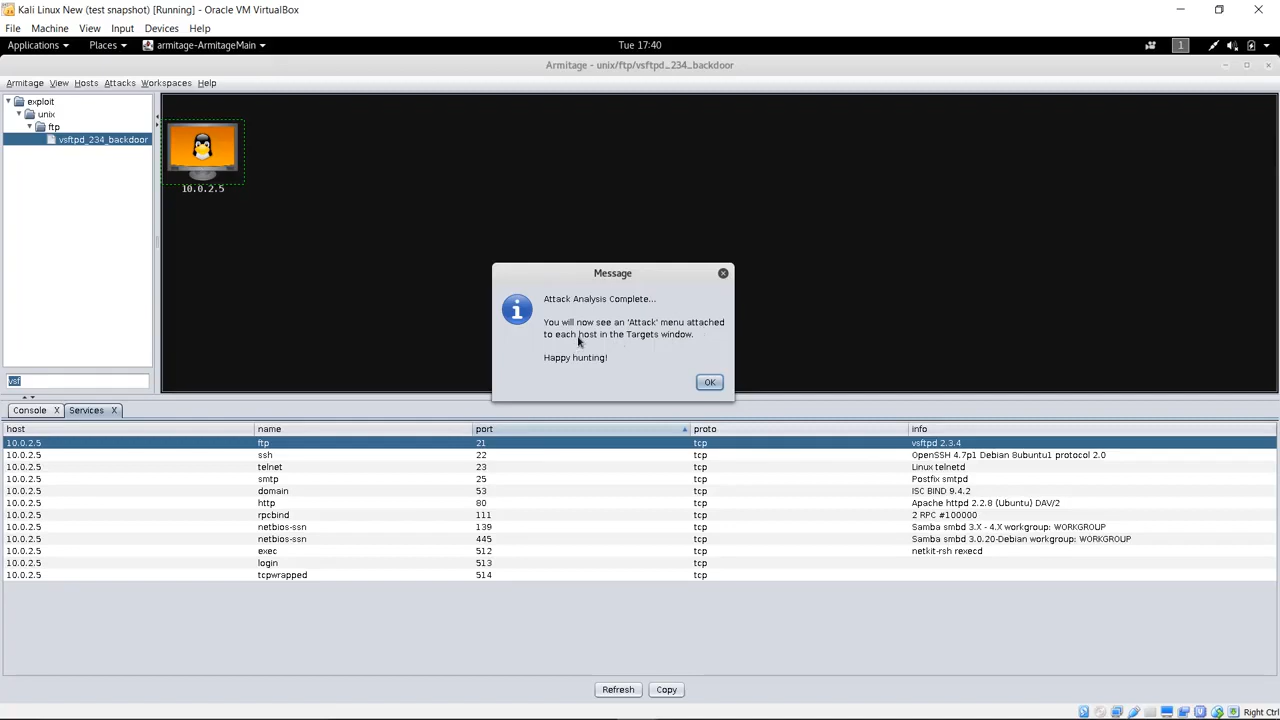 Kali Linux New (test snapshot) [Running] - Oracle VM VirtualBox
File Machine View Input Devices Help
Applications Places armitage-ArmitageMain Tue 17:40 1
Armitage - unix/ftp/vsftpd_234_backdoor
Armitage View Hosts Attacks Workspaces Help
exploit
unix
ftp
vsftpd_234_backdoor
10.0.2.5
Message
Attack Analysis Complete...
You will now see an 'Attack' menu attached
to each host in the Targets window.
Happy hunting!
OK
vsf
Console X Services X
host name port proto info
10.0.2.5 ftp 21 tcp vsftpd 2.3.4
10.0.2.5 ssh 22 tcp OpenSSH 4.7p1 Debian 8ubuntu1 protocol 2.0
10.0.2.5 telnet 23 tcp Linux telnetd
10.0.2.5 smtp 25 tcp Postfix smtpd
10.0.2.5 domain 53 tcp ISC BIND 9.4.2
10.0.2.5 http 80 tcp Apache httpd 2.2.8 (Ubuntu) DAV/2
10.0.2.5 rpcbind 111 tcp 2 RPC #100000
10.0.2.5 netbios-ssn 139 tcp Samba smbd 3.X - 4.X workgroup: WORKGROUP
10.0.2.5 netbios-ssn 445 tcp Samba smbd 3.0.20-Debian workgroup: WORKGROUP
10.0.2.5 exec 512 tcp netkit-rsh rexecd
10.0.2.5 login 513 tcp
10.0.2.5 tcpwrapped 514 tcp
Refresh Copy
Right Ctrl